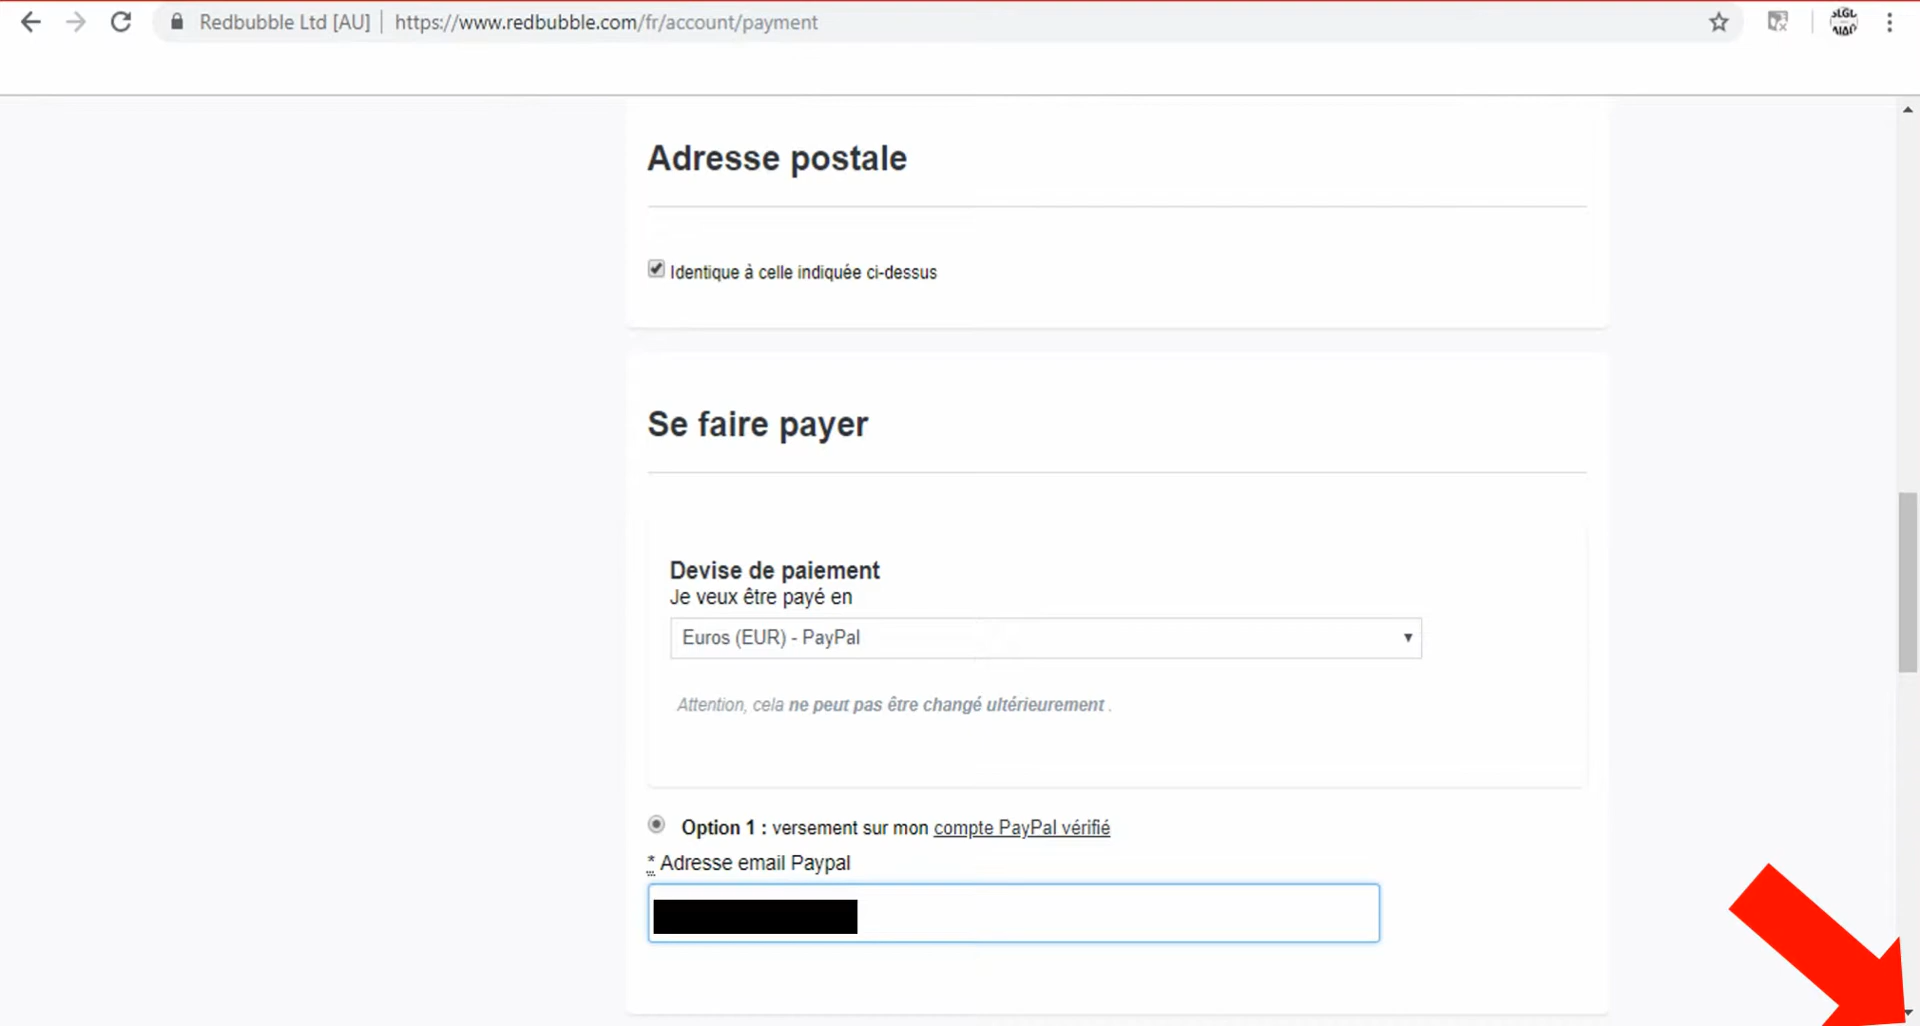 Redbubble Ltd [AU] | https://www.redbubble.com/fr/account/payment
Adresse postale
Identique à celle indiquée ci-dessus
Se faire payer
Devise de paiement
Je veux être payé en
Euros (EUR) - PayPal
Attention, cela ne peut pas être changé ultérieurement .
Option 1 : versement sur mon compte PayPal vérifié
* Adresse email Paypal